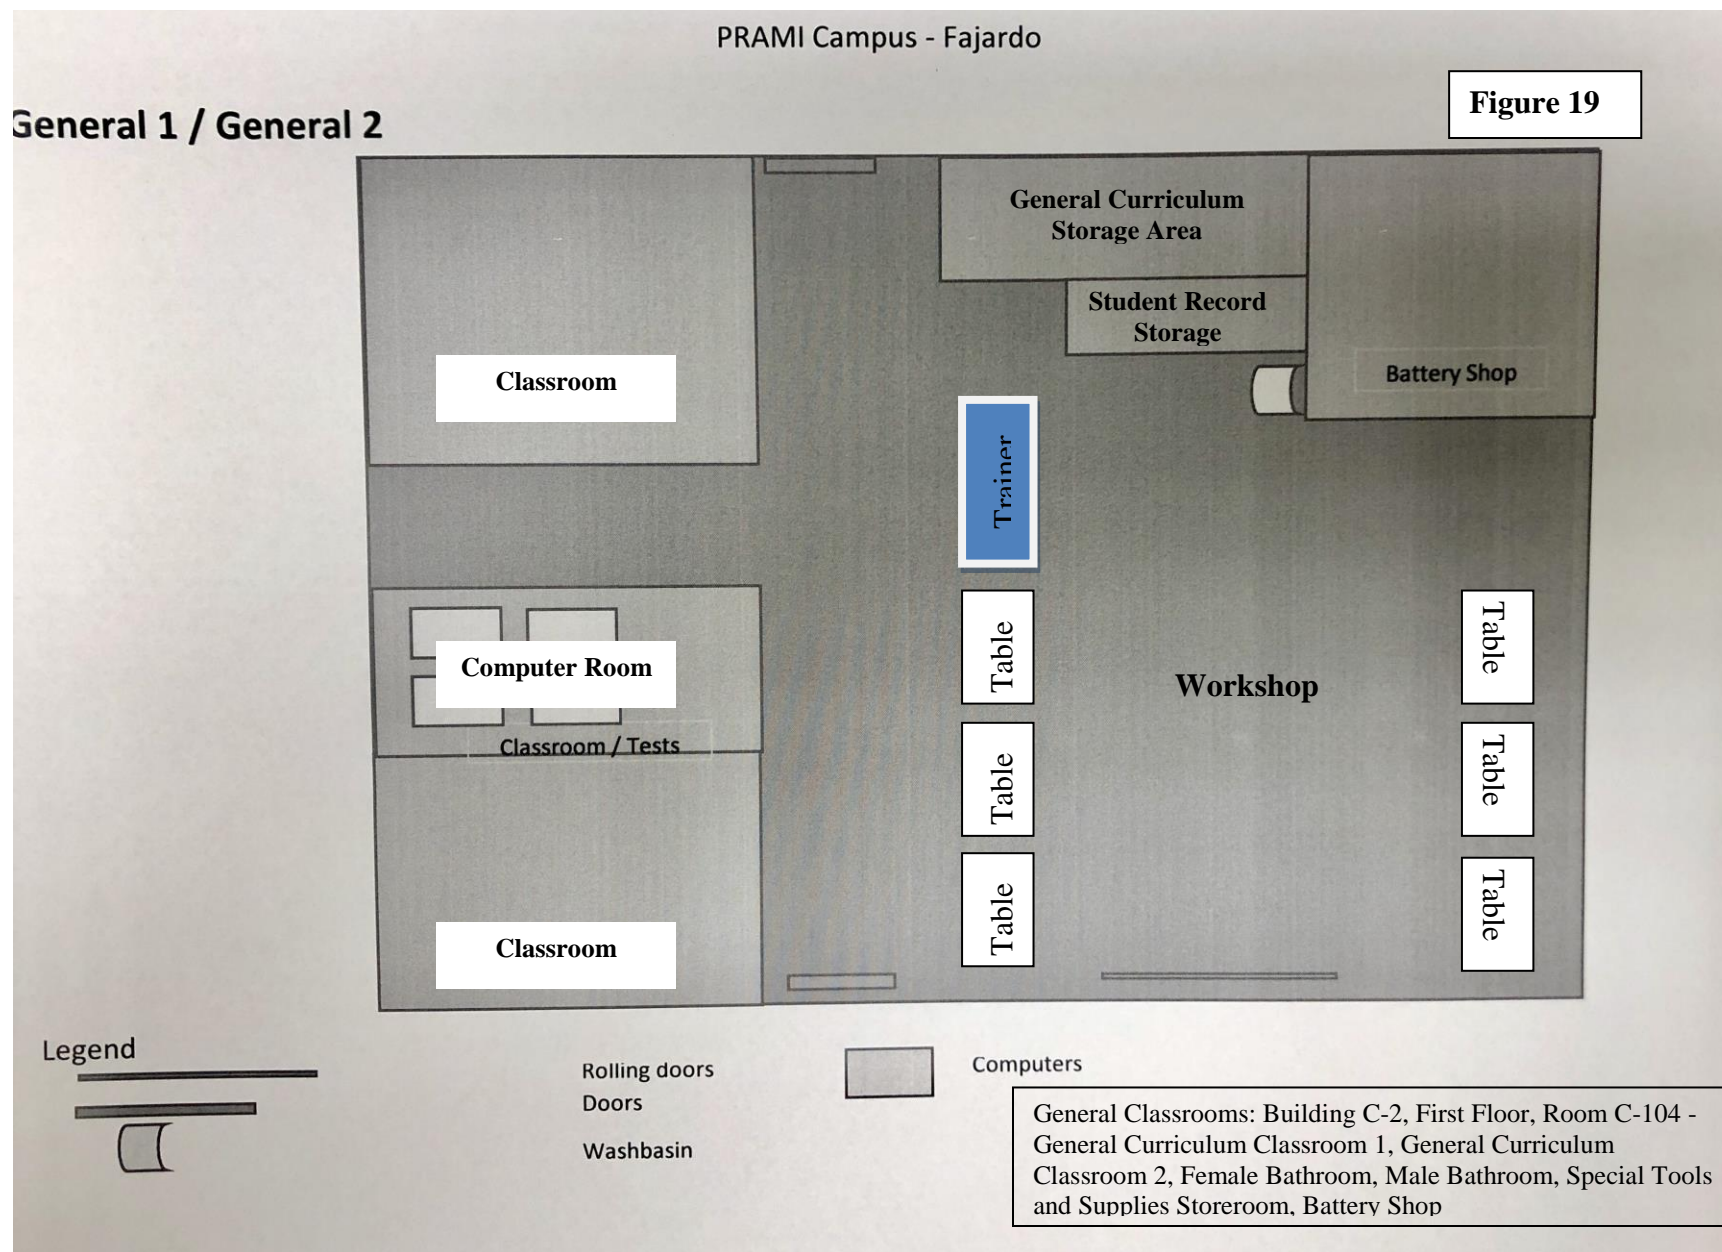 PRAMI Campus - Fajardo
Figure 19
General 1 / General 2
General Curriculum
Storage Area
Student Record
Storage
Classroom
Battery Shop
Trainer
Table
Table
Computer Room
Workshop
Classroom / Tests
Table
Table
Table
Table
Classroom
Legend
Rolling doors
Computers
Doors
Washbasin
General Classrooms: Building C-2, First Floor, Room C-104 -
General Curriculum Classroom 1, General Curriculum
Classroom 2, Female Bathroom, Male Bathroom, Special Tools
and Supplies Storeroom, Battery Shop